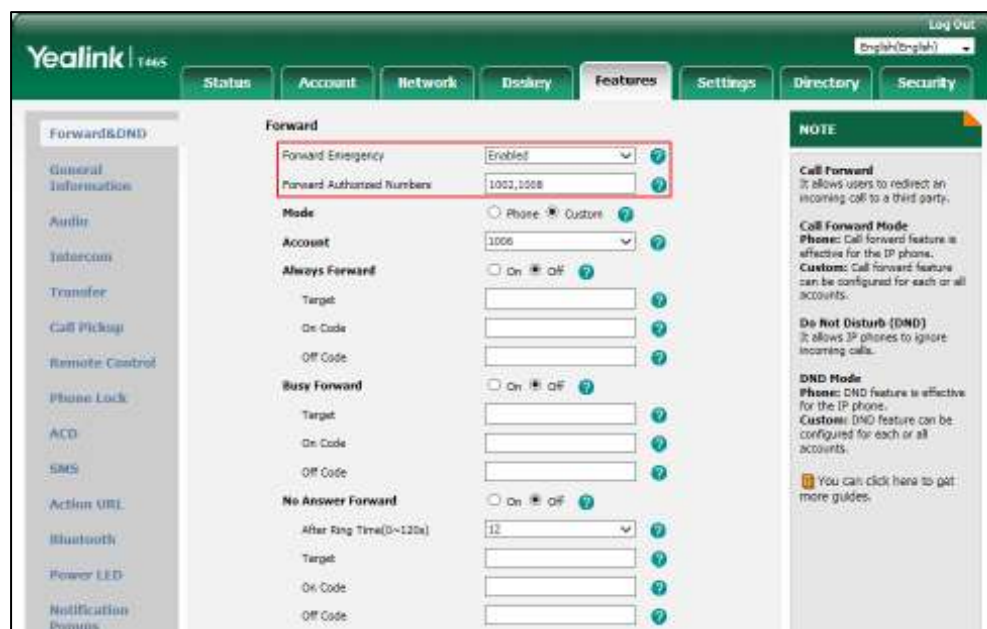 Log Out
English(English)
Yealink T46S
Status Account Network Dsskey Features Settings Directory Security
Forward&DND
General
Information
Audio
Intercom
Transfer
Call Pickup
Remote Control
Phone Lock
ACD
SMS
Action URL
Bluetooth
Power LED
Notification
Popups
Forward
Forward Emergency Enabled
Forward Authorized Numbers 1002,1008
Mode Phone Custom
Account 1006
Always Forward On Off
Target
On Code
Off Code
Busy Forward On Off
Target
On Code
Off Code
No Answer Forward On Off
After Ring Time(0~120s) 12
Target
On Code
Off Code
NOTE
Call Forward
It allows users to redirect an
incoming call to a third party.
Call Forward Mode
Phone: Call forward feature is
effective for the IP phone.
Custom: Call forward feature
can be configured for each or all
accounts.
Do Not Disturb (DND)
It allows IP phones to ignore
incoming calls.
DND Mode
Phone: DND feature is effective
for the IP phone.
Custom: DND feature can be
configured for each or all
accounts.
You can click here to get
more guides.